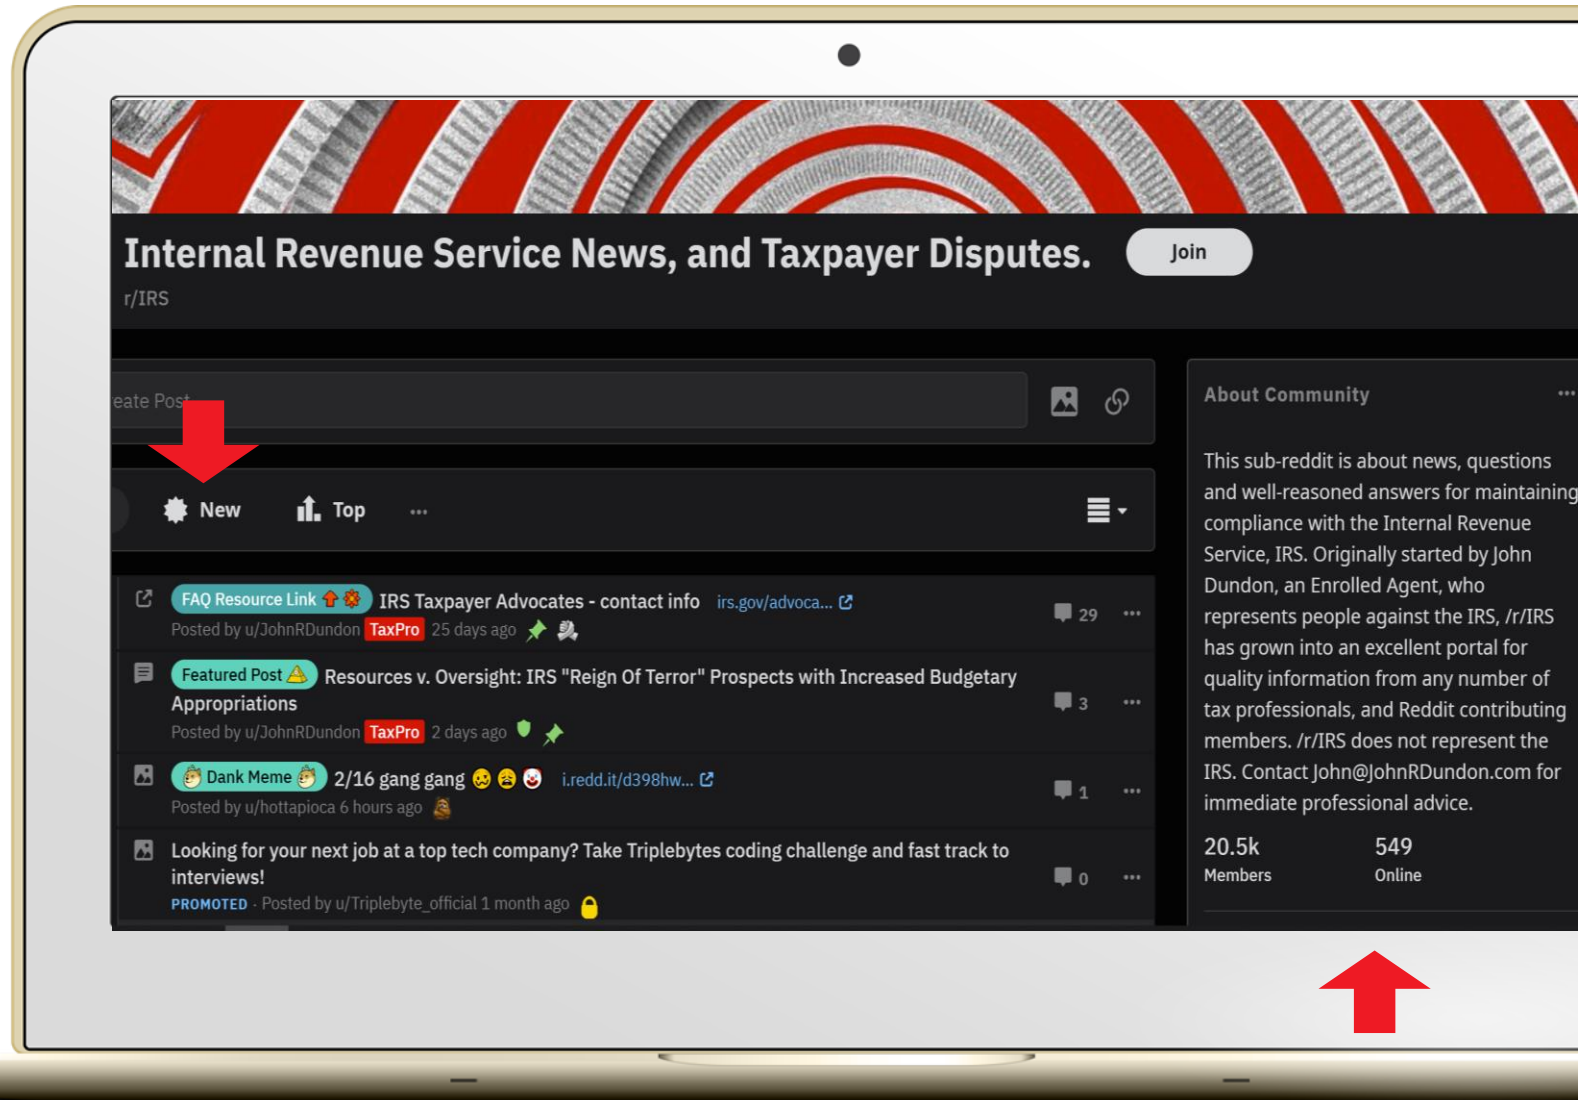 Internal Revenue Service News, and Taxpayer Disputes.
Join
r/IRS
eate Post
New
Top
FAQ Resource Link IRS Taxpayer Advocates - contact info irs.gov/advoca...
Posted by u/JohnRDundon TaxPro 25 days ago
29
Featured Post Resources v. Oversight: IRS "Reign Of Terror" Prospects with Increased Budgetary
Appropriations
Posted by u/JohnRDundon TaxPro 2 days ago
3
Dank Meme 2/16 gang gang i.redd.it/d398hw...
Posted by u/hottapioca 6 hours ago
1
Looking for your next job at a top tech company? Take Triplebytes coding challenge and fast track to
interviews!
PROMOTED · Posted by u/Triplebyte_official 1 month ago
0
About Community
This sub-reddit is about news, questions
and well-reasoned answers for maintaining
compliance with the Internal Revenue
Service, IRS. Originally started by John
Dundon, an Enrolled Agent, who
represents people against the IRS, /r/IRS
has grown into an excellent portal for
quality information from any number of
tax professionals, and Reddit contributing
members. /r/IRS does not represent the
IRS. Contact John@JohnRDundon.com for
immediate professional advice.
20.5k 549
Members Online